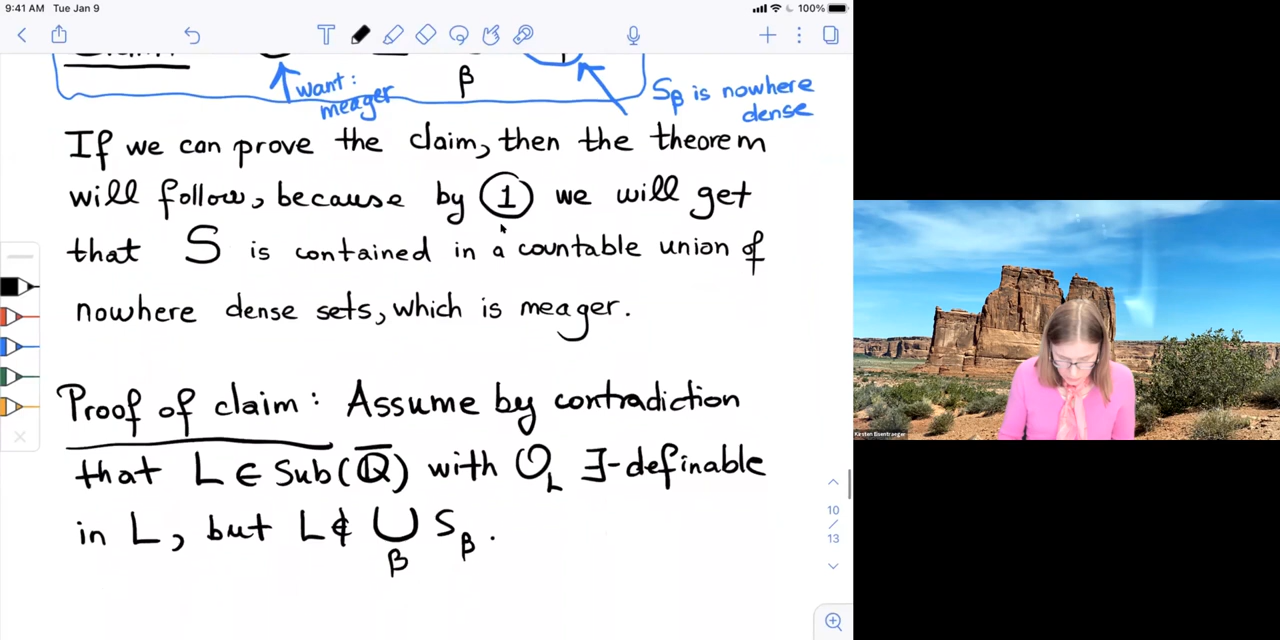 9:41 AM Tue Jan 9
100%
β
want:
meager
Sβ is nowhere
dense
If we can prove the claim, then the theorem
will follow, because by ① we will get
that S is contained in a countable union of
nowhere dense sets, which is meager.
Proof of claim: Assume by contradiction
that L ∈ Sub(Q̅) with O_L ∃-definable
in L, but L ∉ ⋃ Sβ.
β
10
/
13
Kirsten Eisentraeger